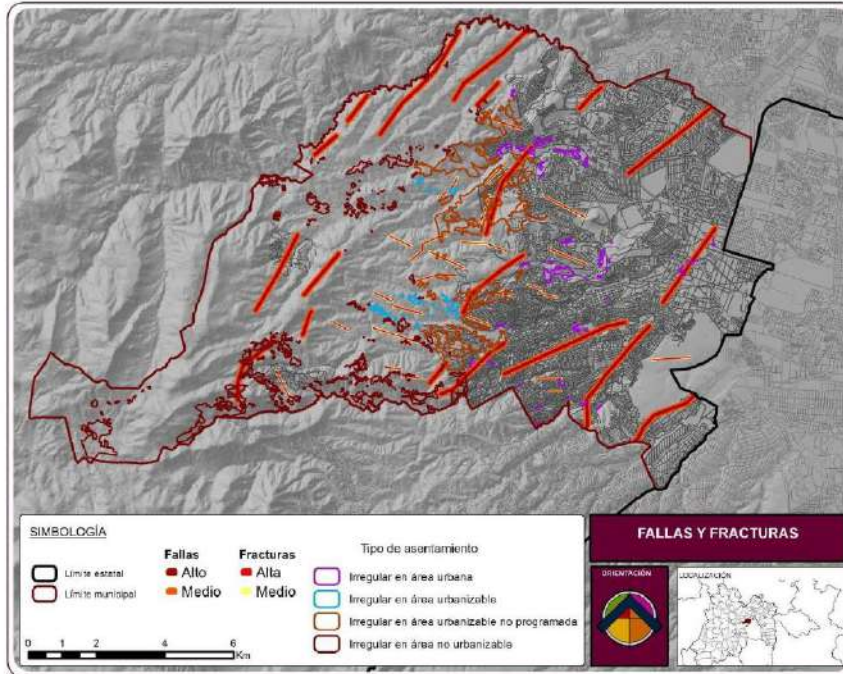 SIMBOLOGÍA
Límite estatal
Límite municipal
Fallas
Alto
Medio
Fracturas
Alta
Medio
Tipo de asentamiento
Irregular en área urbana
Irregular en área urbanizable
Irregular en área urbanizable no programada
Irregular en área no urbanizable
0 1 2 4 6
Km
FALLAS Y FRACTURAS
ORIENTACIÓN
LOCALIZACIÓN